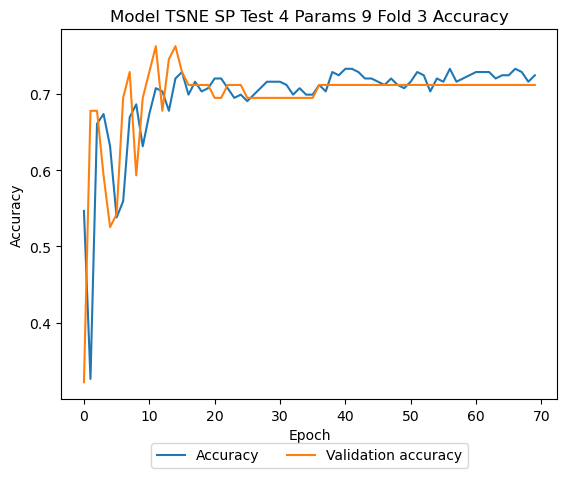 Model TSNE SP Test 4 Params 9 Fold 3 Accuracy
Accuracy
0.7
0.6
0.5
0.4
0 10 20 30 40 50 60 70
Epoch
Accuracy Validation accuracy